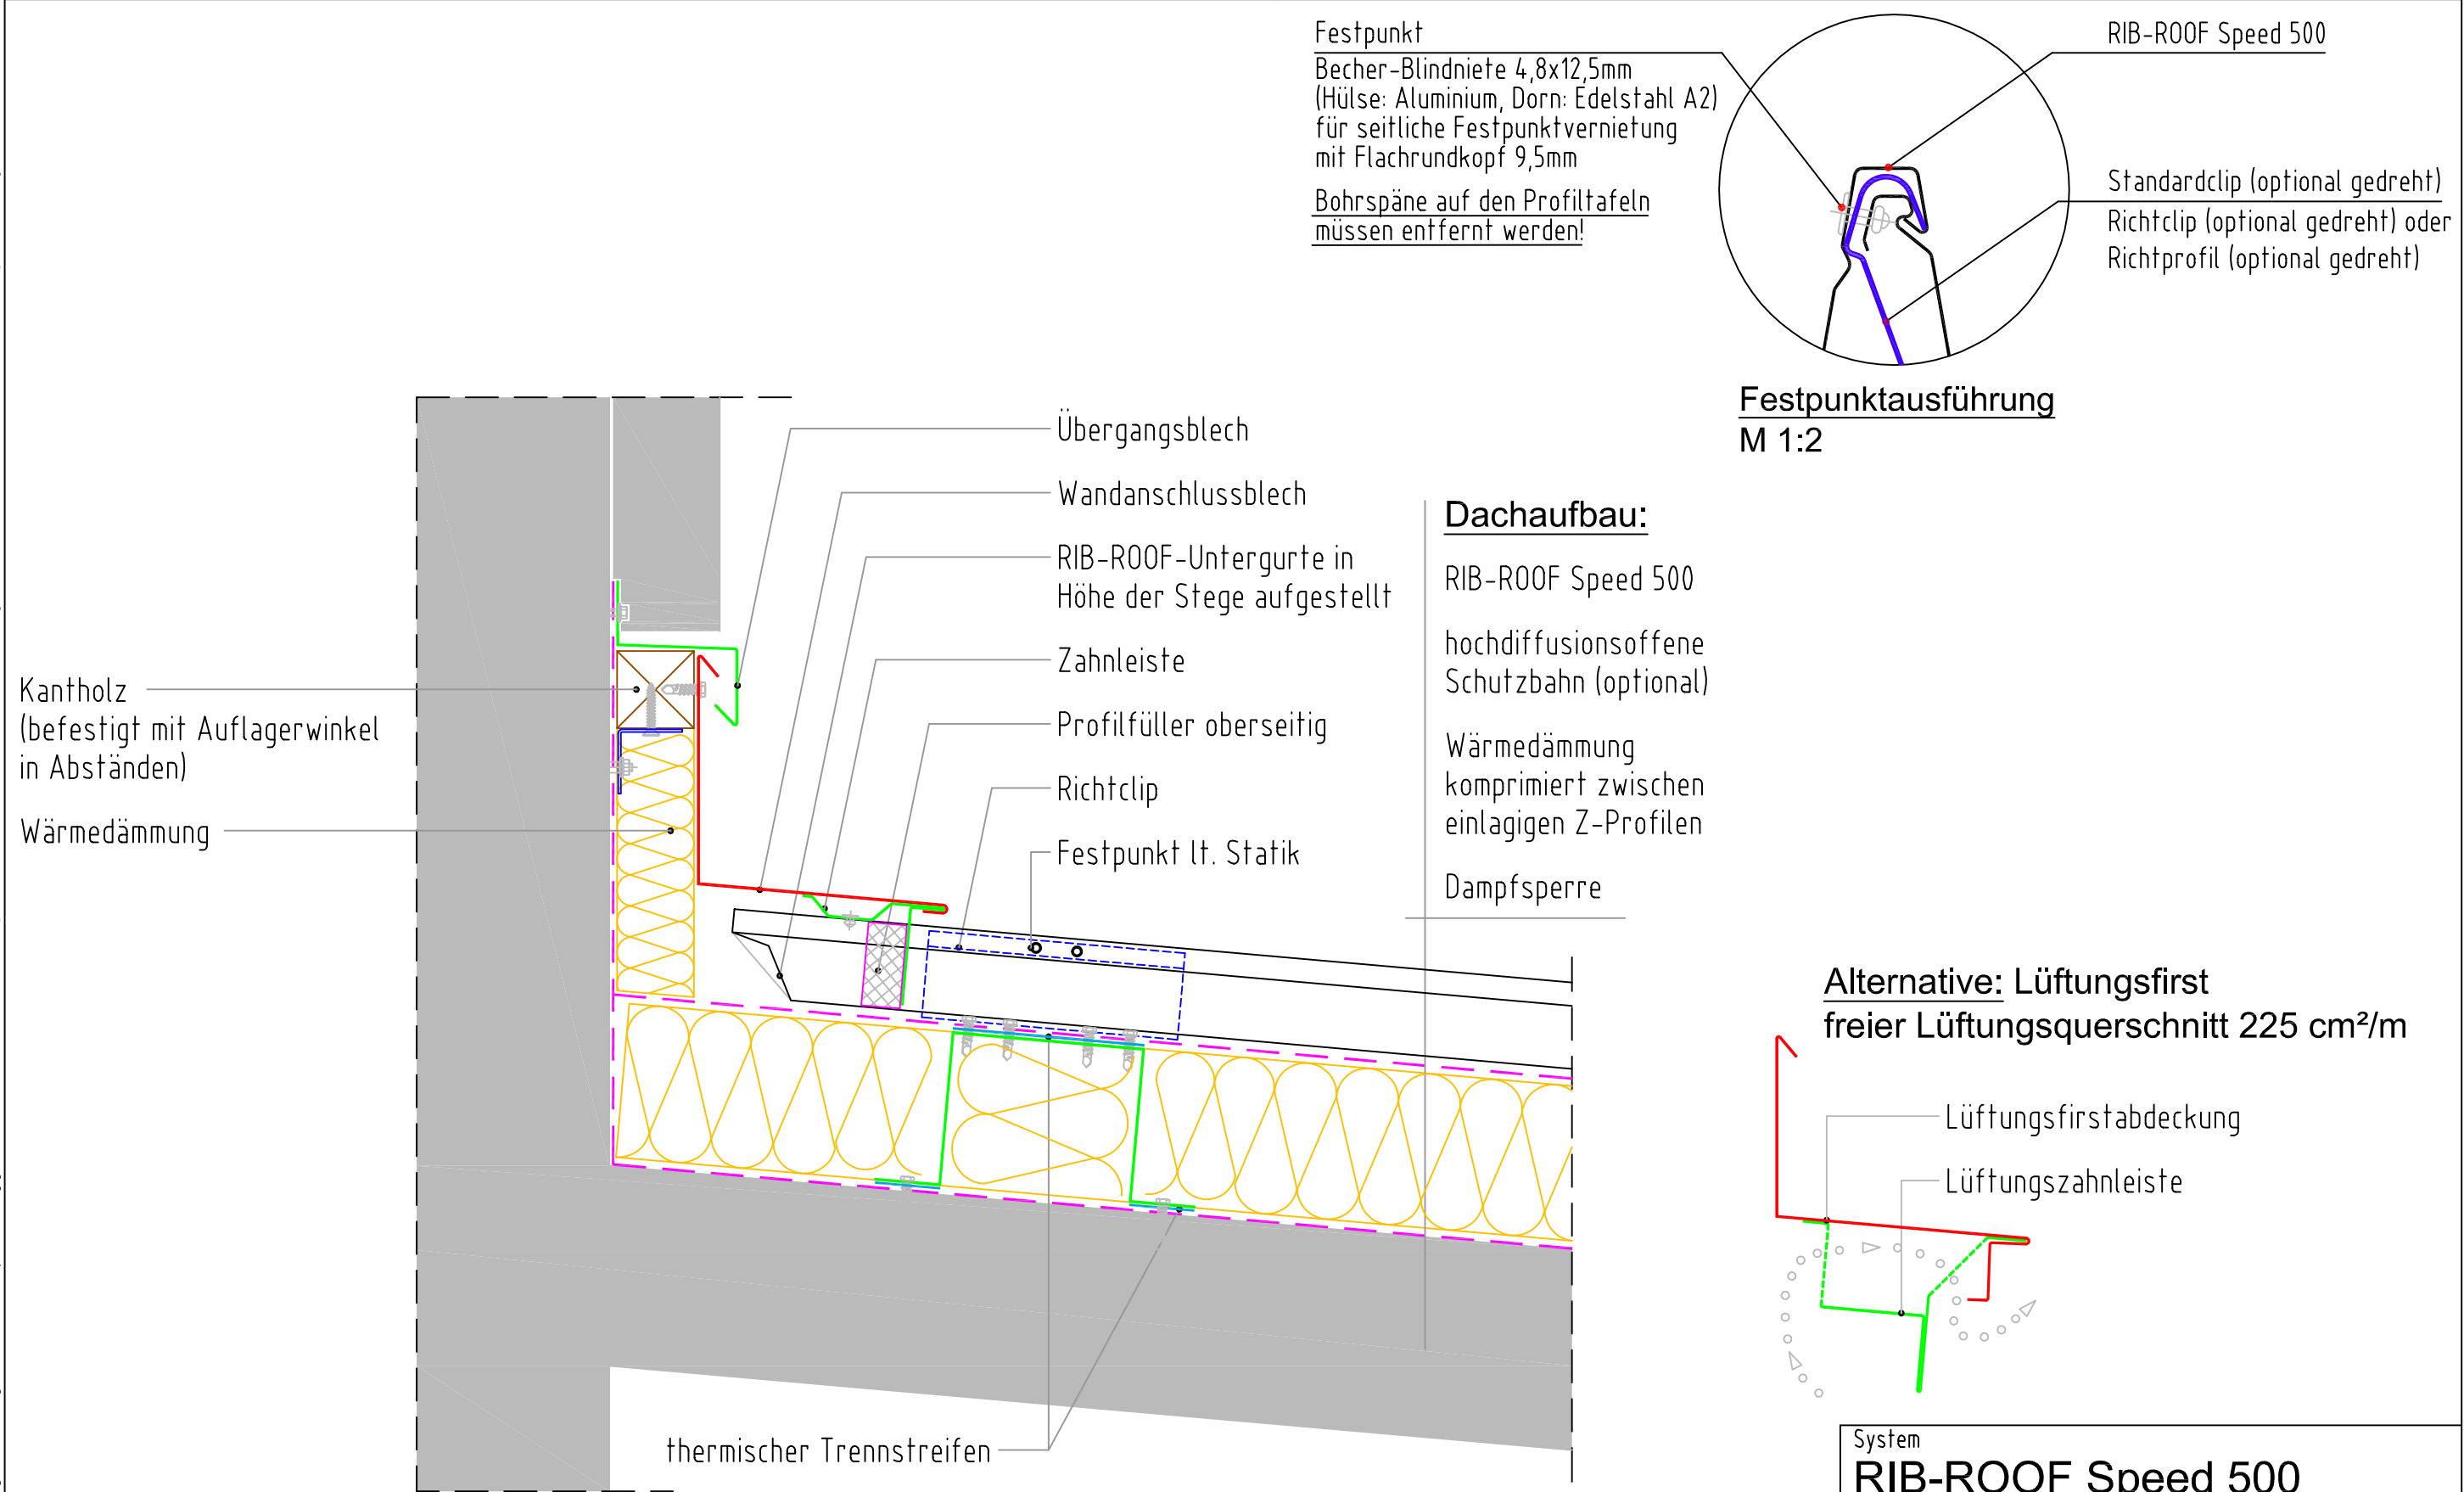 Festpunkt
Becher-Blindniete 4,8x12,5mm
(Hülse: Aluminium, Dorn: Edelstahl A2)
für seitliche Festpunktvernietung
mit Flachrundkopf 9,5mm
Bohrspäne auf den Profiltafeln
müssen entfernt werden!
RIB-ROOF Speed 500
Standardclip (optional gedreht)
Richtclip (optional gedreht) oder
Richtprofil (optional gedreht)
Festpunktausführung
M 1:2
Übergangsblech
Wandanschlussblech
RIB-ROOF-Untergurte in
Höhe der Stege aufgestellt
Zahnleiste
Profilfüller oberseitig
Richtclip
Festpunkt lt. Statik
Kantholz
(befestigt mit Auflagerwinkel
in Abständen)
Wärmedämmung
Dachaufbau:
RIB-ROOF Speed 500
hochdiffusionsoffene
Schutzbahn (optional)
Wärmedämmung
komprimiert zwischen
einlagigen Z-Profilen
Dampfsperre
Alternative: Lüftungsfirst
freier Lüftungsquerschnitt 225 cm²/m
Lüftungsfirstabdeckung
Lüftungszahnleiste
thermischer Trennstreifen
System
RIB-ROOF Speed 500